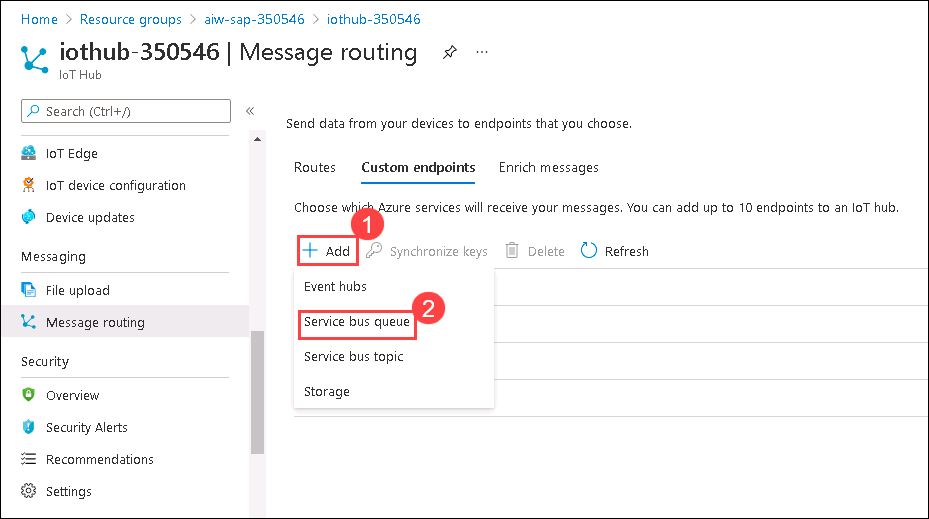 Home > Resource groups > aiw-sap-350546 > iothub-350546
iothub-350546 | Message routing ...
IoT Hub
Search (Ctrl+/) «
IoT Edge
IoT device configuration
Device updates
Messaging
File upload
Message routing
Security
Overview
Security Alerts
Recommendations
Settings
Send data from your devices to endpoints that you choose.
Routes Custom endpoints Enrich messages
Choose which Azure services will receive your messages. You can add up to 10 endpoints to an IoT hub.
1
+ Add Synchronize keys Delete Refresh
Event hubs
2
Service bus queue
Service bus topic
Storage